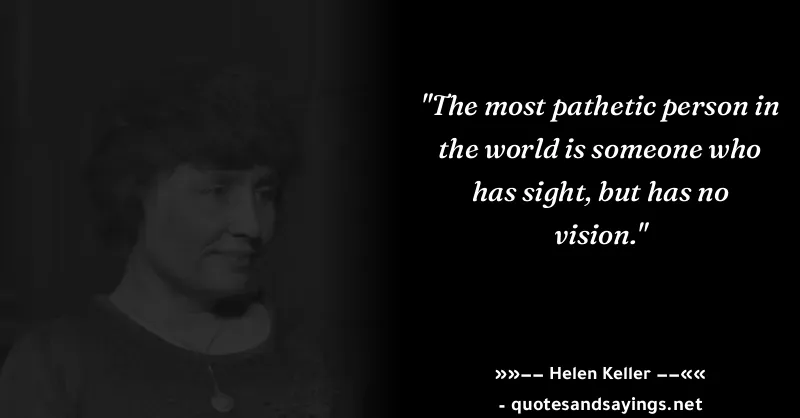 "The most pathetic person in
the world is someone who
has sight, but has no
vision."
»»–– Helen Keller ––««
- quotesandsayings.net